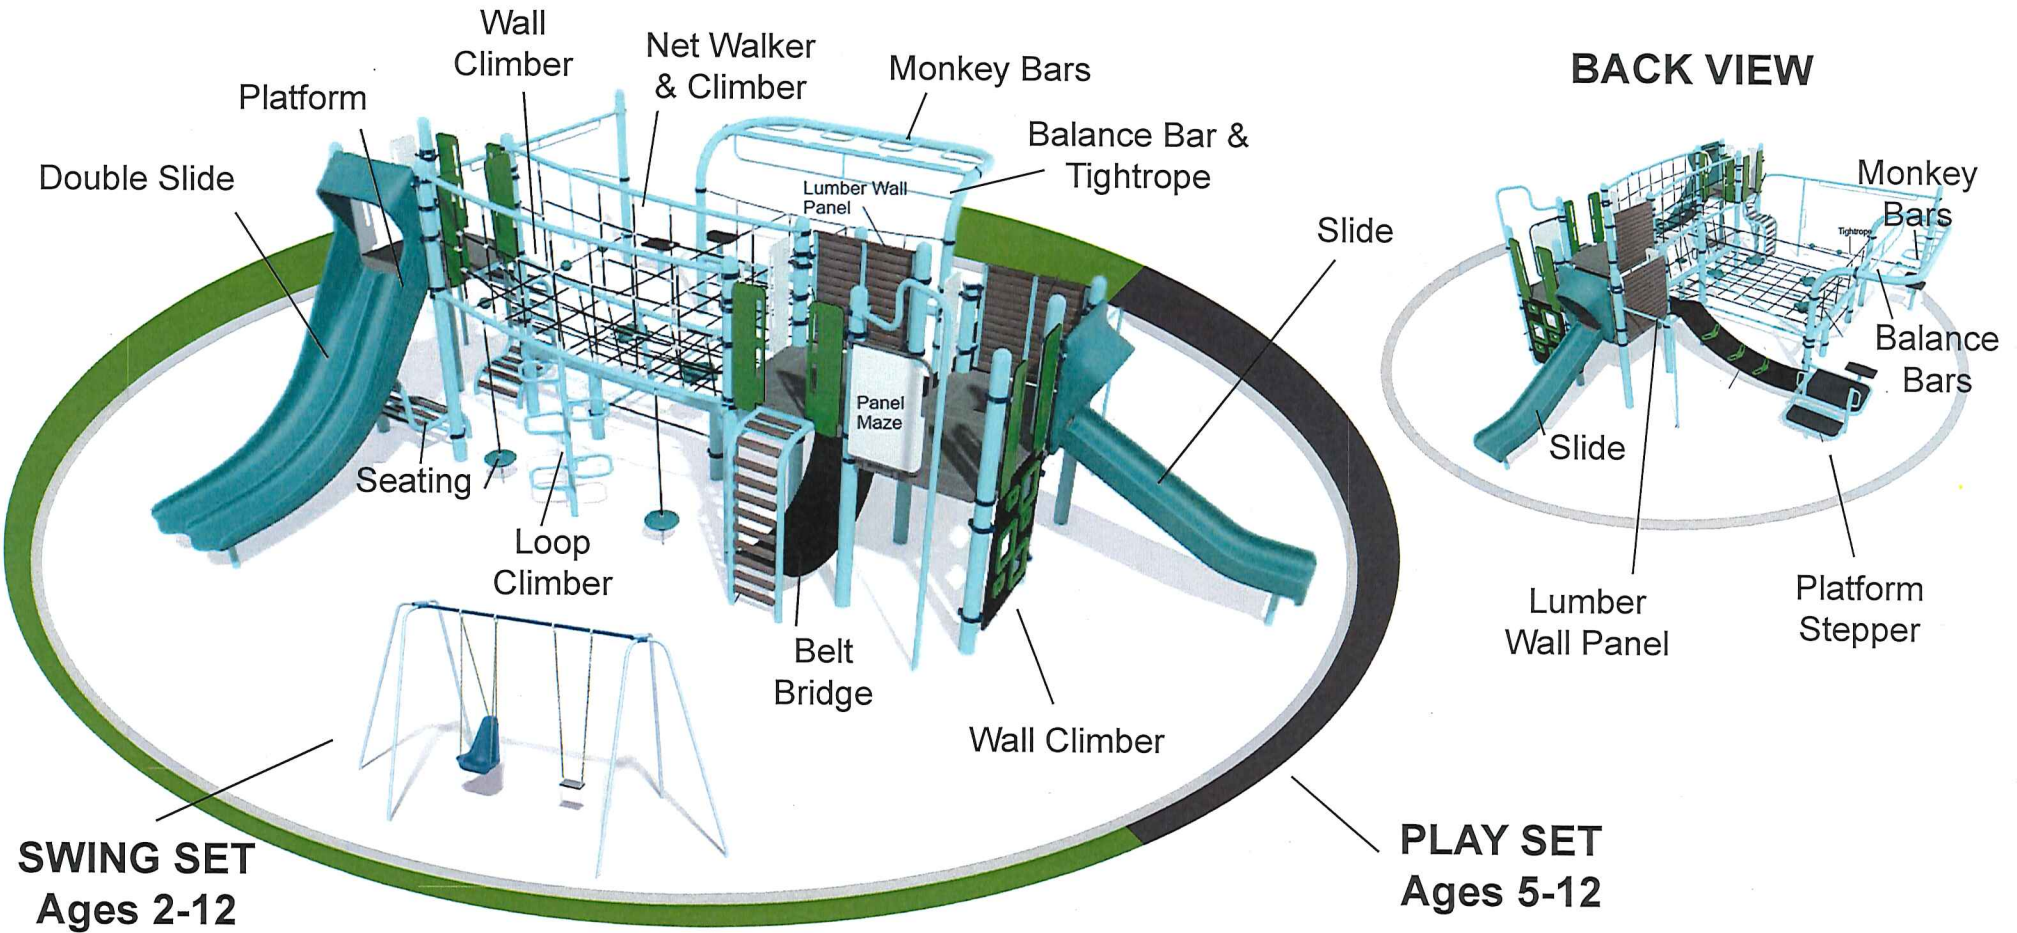 Wall
Climber
Net Walker
& Climber
Monkey Bars
Platform
Balance Bar &
Tightrope
Double Slide
Lumber Wall
Panel
Slide
Panel
Maze
Seating
Loop
Climber
Belt
Bridge
Wall Climber
SWING SET
Ages 2-12
PLAY SET
Ages 5-12
BACK VIEW
Monkey
Bars
Tightrope
Balance
Bars
Slide
Lumber
Wall Panel
Platform
Stepper